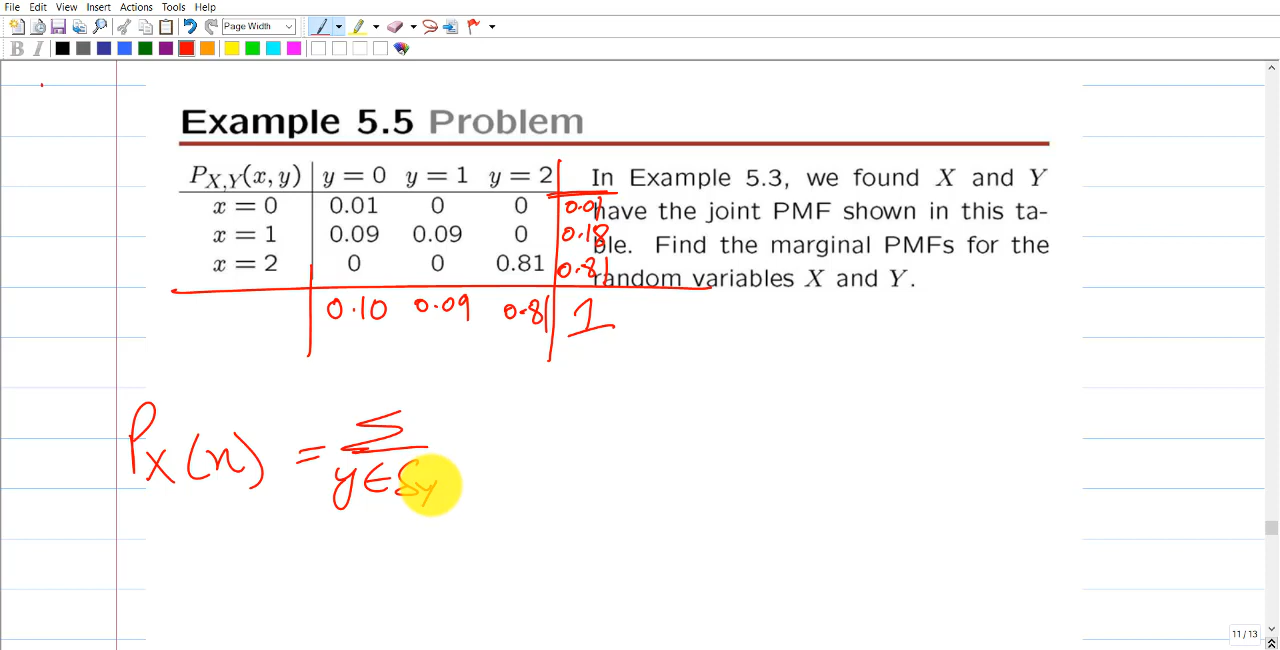 File Edit View Insert Actions Tools Help
Page Width
B I
Example 5.5 Problem
P_{X,Y}(x, y) y = 0 y = 1 y = 2
x = 0 0.01 0 0 0.01
x = 1 0.09 0.09 0 0.18
x = 2 0 0 0.81 0.81
0.10 0.09 0.81 1
In Example 5.3, we found X and Y
have the joint PMF shown in this ta-
ble. Find the marginal PMFs for the
random variables X and Y.
P_X(x) = Σ
y ∈ S_Y
11 / 13